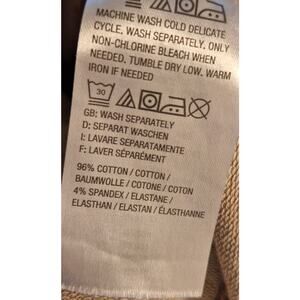 MACHINE WASH COLD DELICATE
CYCLE, WASH SEPARATELY. ONLY
NON-CHLORINE BLEACH WHEN
NEEDED. TUMBLE DRY LOW. WARM
IRON IF NEEDED
30
GB: WASH SEPARATELY
D: SEPARAT WASCHEN
I: LAVARE SEPARATAMENTE
F: LAVER SÉPARÉMENT
96% COTTON / COTTON /
BAUMWOLLE / COTONE / COTON
4% SPANDEX / ELASTANE /
ELASTHAN / ELASTAN / ÉLASTHANNE